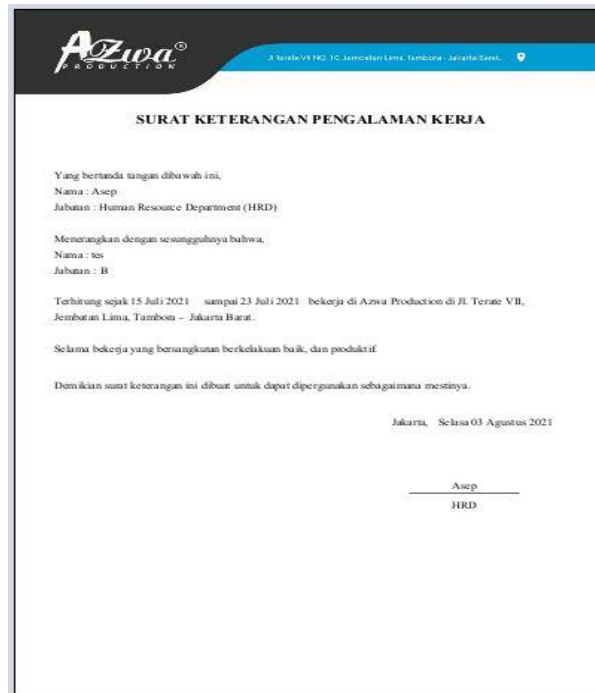 AZwa®
PRODUCTION
Jl Terate VII NO. 10, Jembatan Lima, Tambora - Jakarta Barat.
SURAT KETERANGAN PENGALAMAN KERJA
Yang bertanda tangan dibawah ini,
Nama : Asep
Jabatan : Human Resource Department (HRD)
Menerangkan dengan sesungguhnya bahwa,
Nama : tes
Jabatan : B
Terhitung sejak 15 Juli 2021 sampai 23 Juli 2021 bekerja di Azwa Production di Jl. Terate VII,
Jembatan Lima, Tambora – Jakarta Barat.
Selama bekerja yang bersangkutan berkelakuan baik, dan produktif.
Demikian surat keterangan ini dibuat untuk dapat dipergunakan sebagaimana mestinya.
Jakarta, Selasa 03 Agustus 2021
Asep
HRD